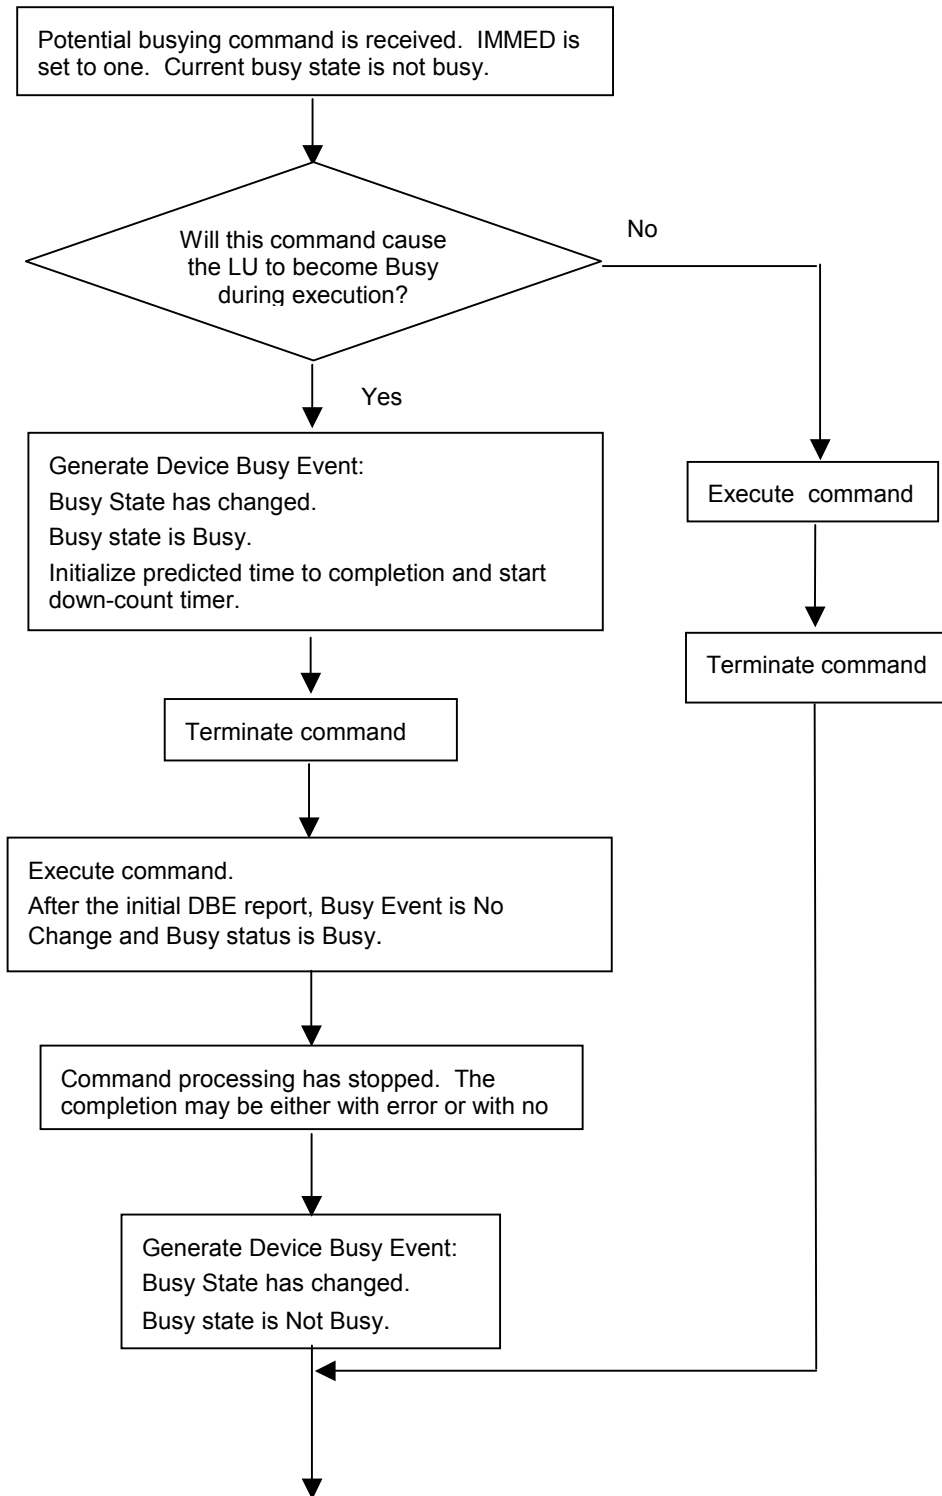 Potential busying command is received.  IMMED is
set to one.  Current busy state is not busy.
Will this command cause
the LU to become Busy
during execution?
No
Yes
Generate Device Busy Event:
Busy State has changed.
Busy state is Busy.
Initialize predicted time to completion and start
down-count timer.
Execute  command
Terminate command
Terminate command
Execute command.
After the initial DBE report, Busy Event is No
Change and Busy status is Busy.
Command processing has stopped.  The
completion may be either with error or with no
Generate Device Busy Event:
Busy State has changed.
Busy state is Not Busy.